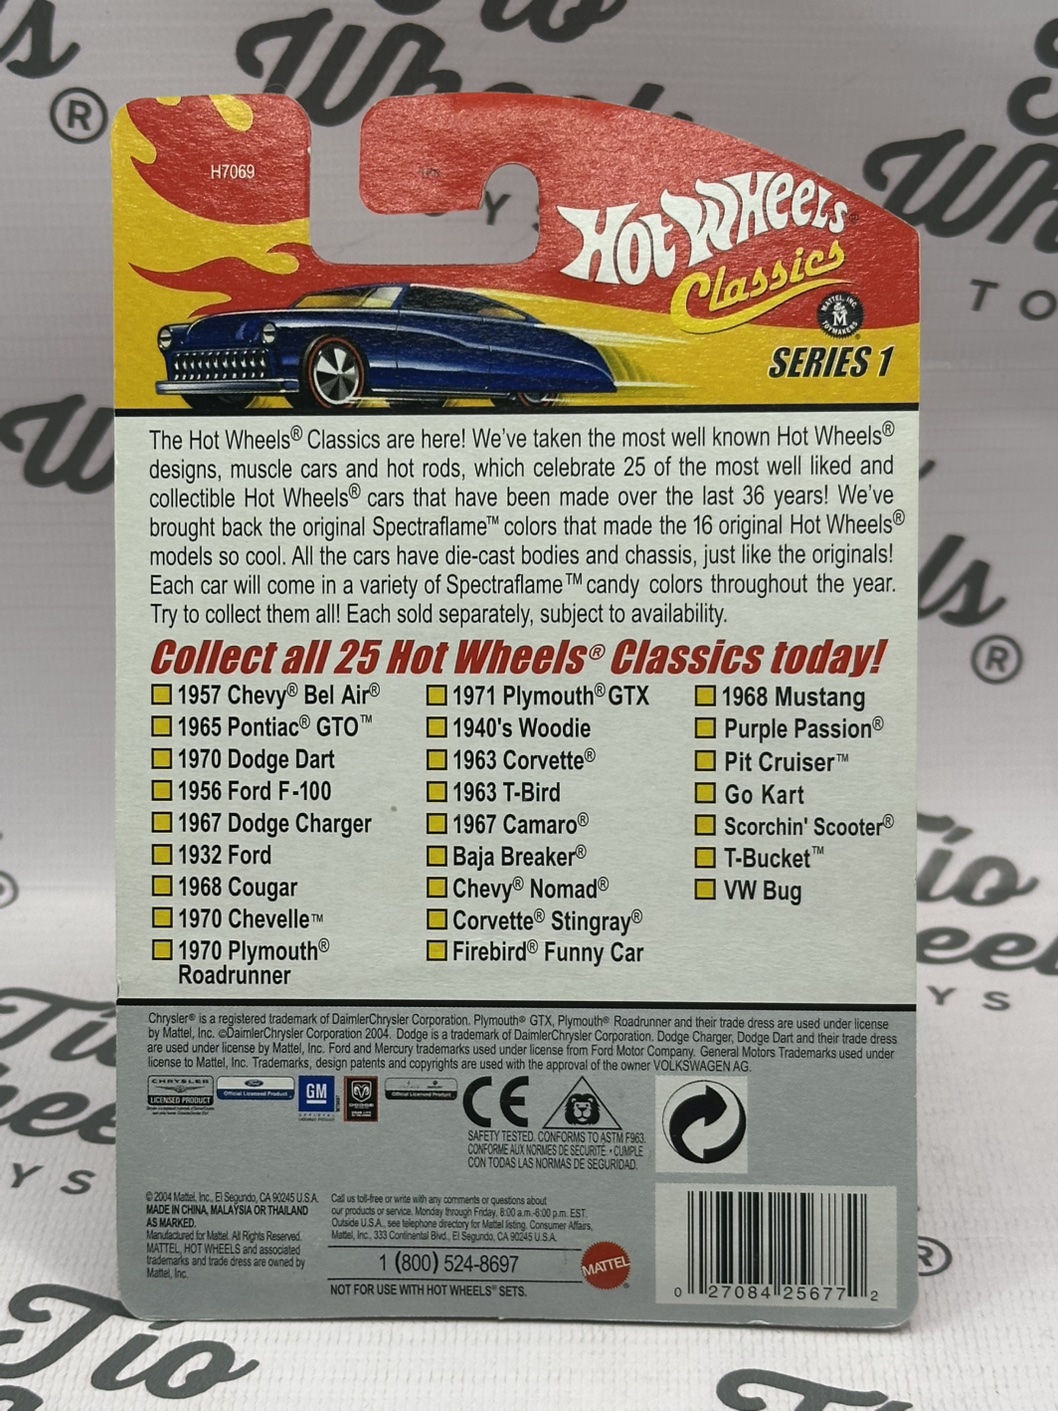 H7069
Hot Wheels®
Classics
MATTEL, INC.
M
TOYMAKERS
SERIES 1
The Hot Wheels® Classics are here! We've taken the most well known Hot Wheels®
designs, muscle cars and hot rods, which celebrate 25 of the most well liked and
collectible Hot Wheels® cars that have been made over the last 36 years! We've
brought back the original Spectraflame™ colors that made the 16 original Hot Wheels®
models so cool. All the cars have die-cast bodies and chassis, just like the originals!
Each car will come in a variety of Spectraflame™ candy colors throughout the year.
Try to collect them all! Each sold separately, subject to availability.
Collect all 25 Hot Wheels® Classics today!
1957 Chevy® Bel Air®
1965 Pontiac® GTO™
1970 Dodge Dart
1956 Ford F-100
1967 Dodge Charger
1932 Ford
1968 Cougar
1970 Chevelle™
1970 Plymouth®
Roadrunner
1971 Plymouth® GTX
1940's Woodie
1963 Corvette®
1963 T-Bird
1967 Camaro®
Baja Breaker®
Chevy® Nomad®
Corvette® Stingray®
Firebird® Funny Car
1968 Mustang
Purple Passion®
Pit Cruiser™
Go Kart
Scorchin' Scooter®
T-Bucket™
VW Bug
Chrysler® is a registered trademark of DaimlerChrysler Corporation. Plymouth® GTX, Plymouth® Roadrunner and their trade dress are used under license
by Mattel, Inc. ©DaimlerChrysler Corporation 2004. Dodge is a trademark of DaimlerChrysler Corporation. Dodge Charger, Dodge Dart and their trade dress
are used under license by Mattel, Inc. Ford and Mercury trademarks used under license from Ford Motor Company. General Motors Trademarks used under
license to Mattel, Inc. Trademarks, design patents and copyrights are used with the approval of the owner VOLKSWAGEN AG.
CHRYSLER
LICENSED PRODUCT
Ford
Official Licensed Product
GM
OFFICIAL
DODGE
Official Licensed Product
CE
SAFETY TESTED. CONFORMS TO ASTM F963.
CONFORME AUX NORMES DE SÉCURITÉ. • CUMPLE
CON TODAS LAS NORMAS DE SEGURIDAD.
© 2004 Mattel, Inc., El Segundo, CA 90245 U.S.A.
MADE IN CHINA, MALAYSIA OR THAILAND
AS MARKED.
Manufactured for Mattel. All Rights Reserved.
MATTEL, HOT WHEELS and associated
trademarks and trade dress are owned by
Mattel, Inc.
Call us toll-free or write with any comments or questions about
our products or service. Monday through Friday, 8:00 a.m.-6:00 p.m. EST.
Outside U.S.A., see telephone directory for Mattel listing. Consumer Affairs,
Mattel, Inc., 333 Continental Blvd., El Segundo, CA 90245 U.S.A.
1 (800) 524-8697
NOT FOR USE WITH HOT WHEELS® SETS.
MATTEL
0 27084 25677 2
Tio
Wheels®
TOYS